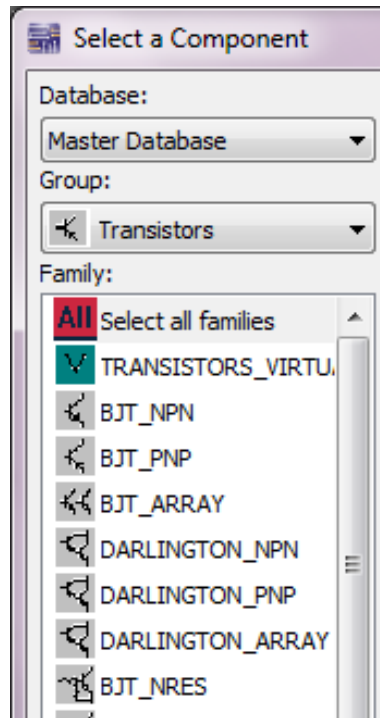 Select a Component
Database:
Master Database
Group:
Transistors
Family:
All Select all families
TRANSISTORS_VIRTU
BJT_NPN
BJT_PNP
BJT_ARRAY
DARLINGTON_NPN
DARLINGTON_PNP
DARLINGTON_ARRAY
BJT_NRES